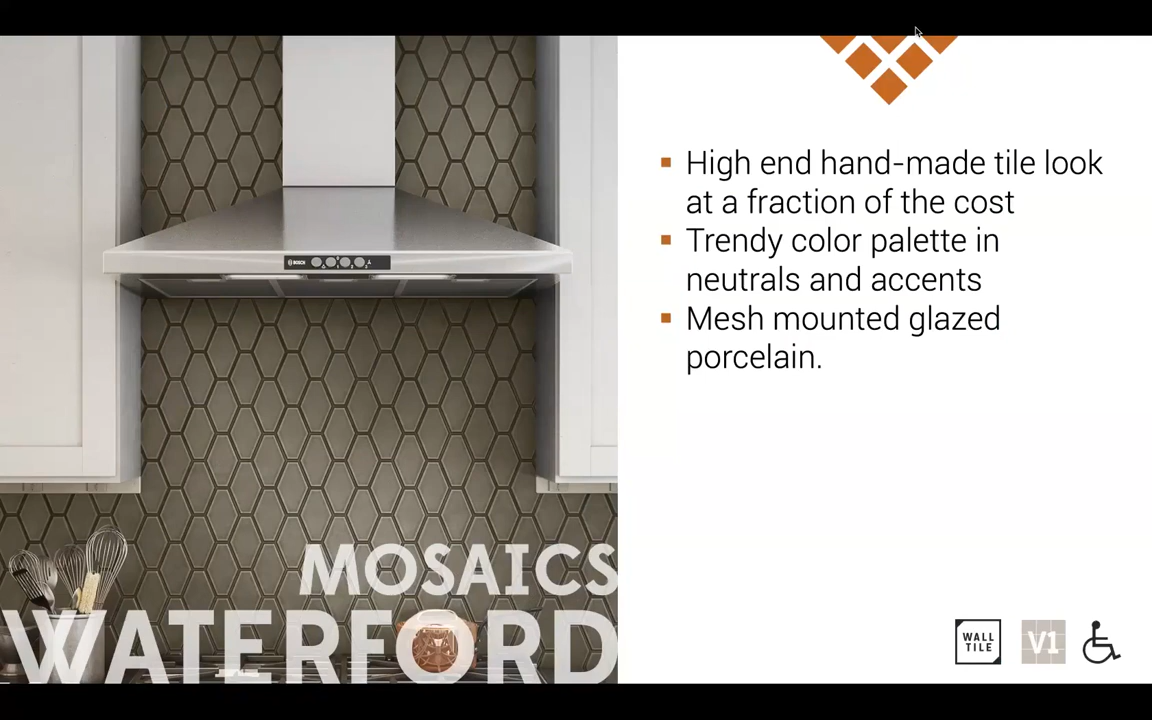 High end hand-made tile look
at a fraction of the cost
Trendy color palette in
neutrals and accents
Mesh mounted glazed
porcelain.
BOSCH
MOSAICS
WATERFORD
WALL
TILE
V1